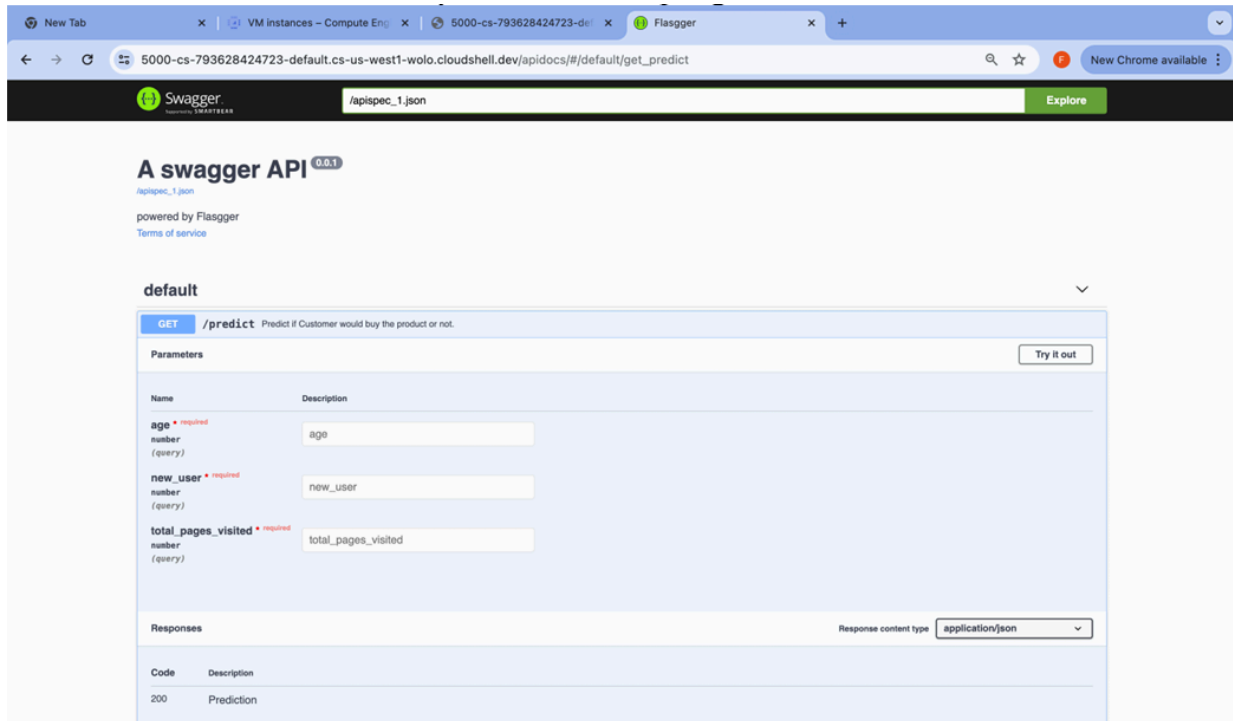 New Tab
VM instances – Compute Eng
5000-cs-793628424723-def
Flasgger
5000-cs-793628424723-default.cs-us-west1-wolo.cloudshell.dev/apidocs/#/default/get_predict
F
New Chrome available
Swagger.
Supported by SMARTBEAR
/apispec_1.json
Explore
A swagger API 0.0.1
/apispec_1.json
powered by Flasgger
Terms of service
default
GET /predict Predict if Customer would buy the product or not.
Parameters
Try it out
Name Description
age * required
number
(query)
age
new_user * required
number
(query)
new_user
total_pages_visited * required
number
(query)
total_pages_visited
Responses
Response content type application/json
Code Description
200 Prediction